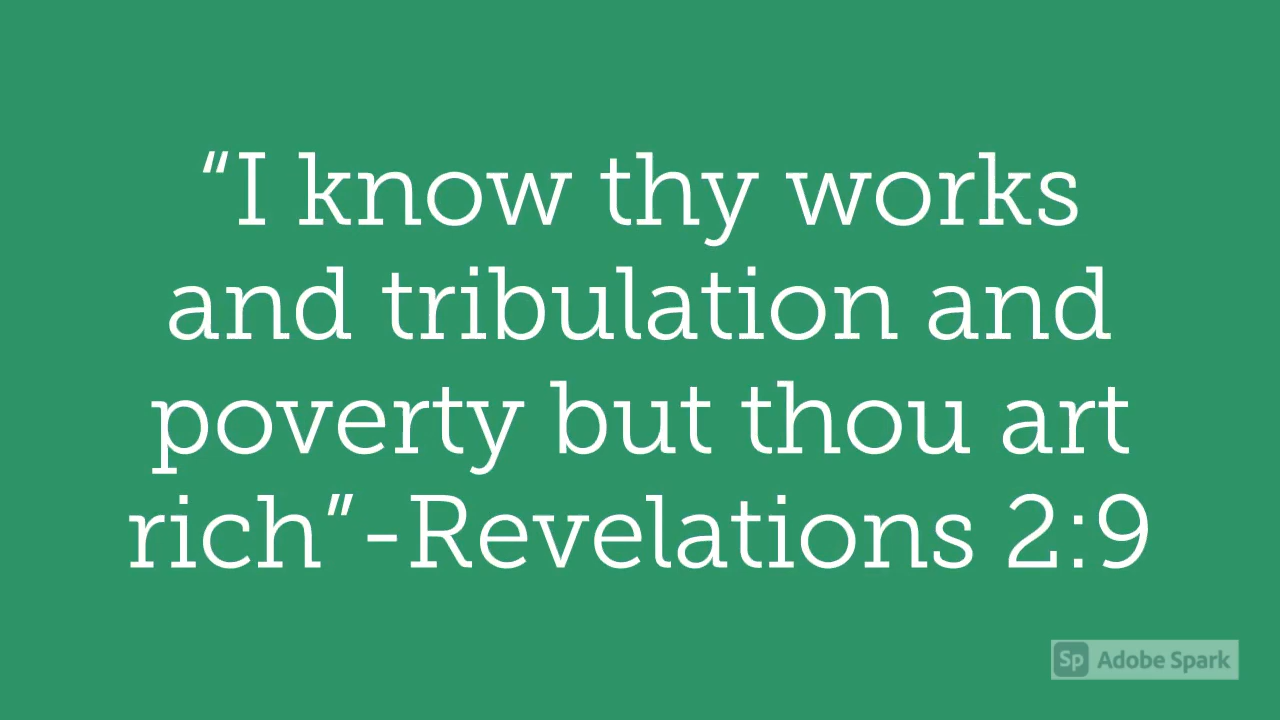 “I know thy works
and tribulation and
poverty but thou art
rich”-Revelations 2:9
Sp Adobe Spark